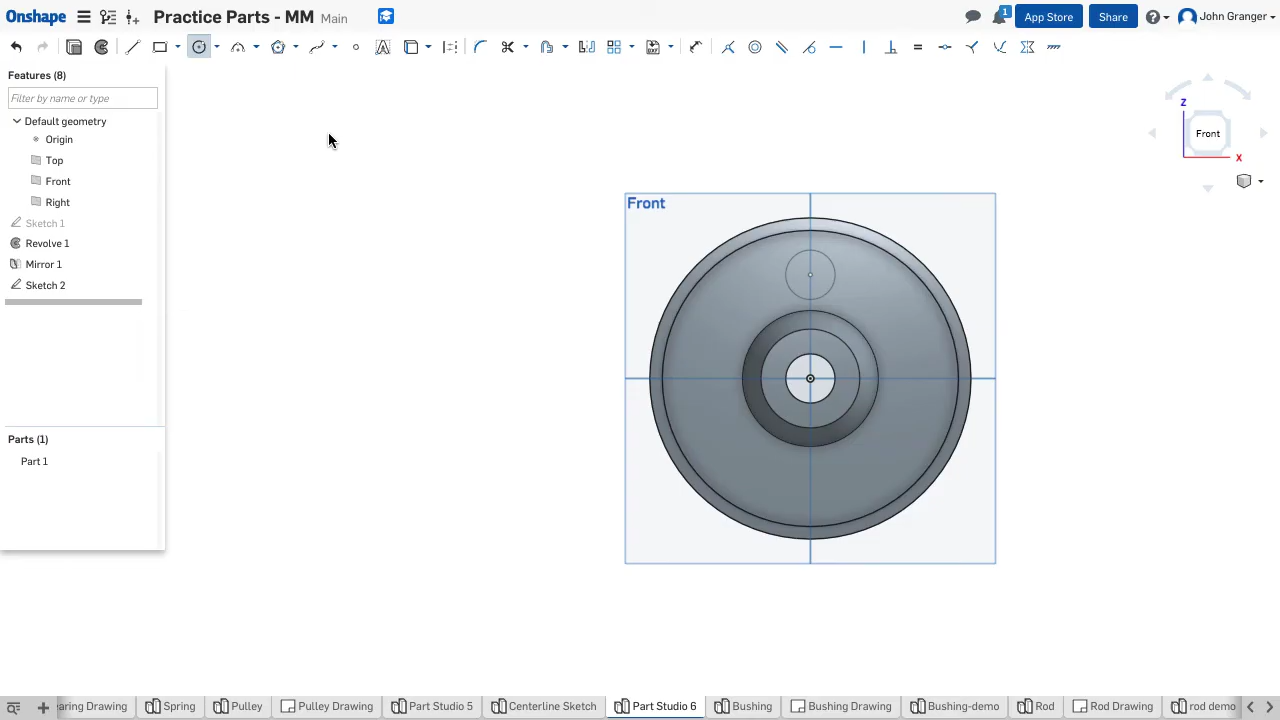 Onshape Practice Parts - MM Main 1 App Store Share John Granger
Features (8)
Filter by name or type
Default geometry
Origin
Top
Front
Right
Sketch 1
Revolve 1
Mirror 1
Sketch 2
Parts (1)
Part 1
Front
Z
Front
X
earing Drawing Spring Pulley Pulley Drawing Part Studio 5 Centerline Sketch Part Studio 6 Bushing Bushing Drawing Bushing-demo Rod Rod Drawing rod demo